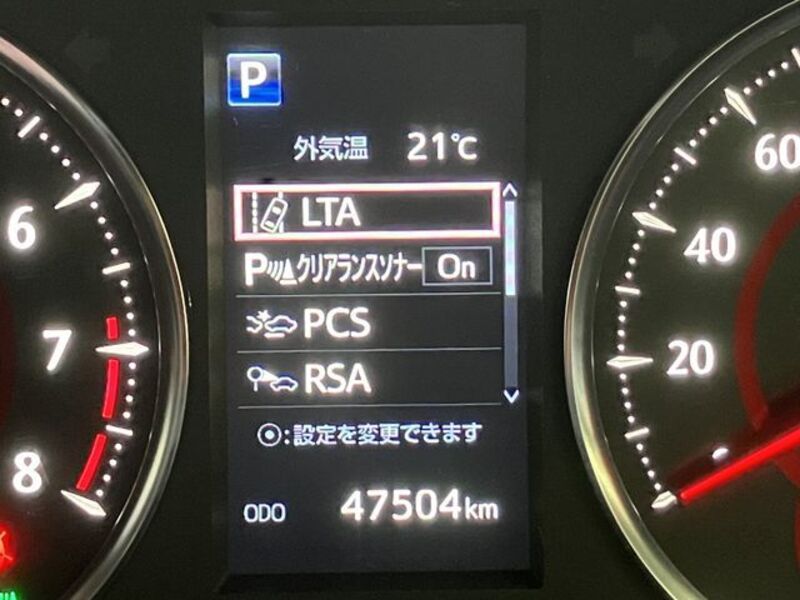 P
外気温 21℃
LTA
Pクリアランスソナー On
PCS
RSA
⦿:設定を変更できます
ODO 47504km
6
7
8
60
40
20